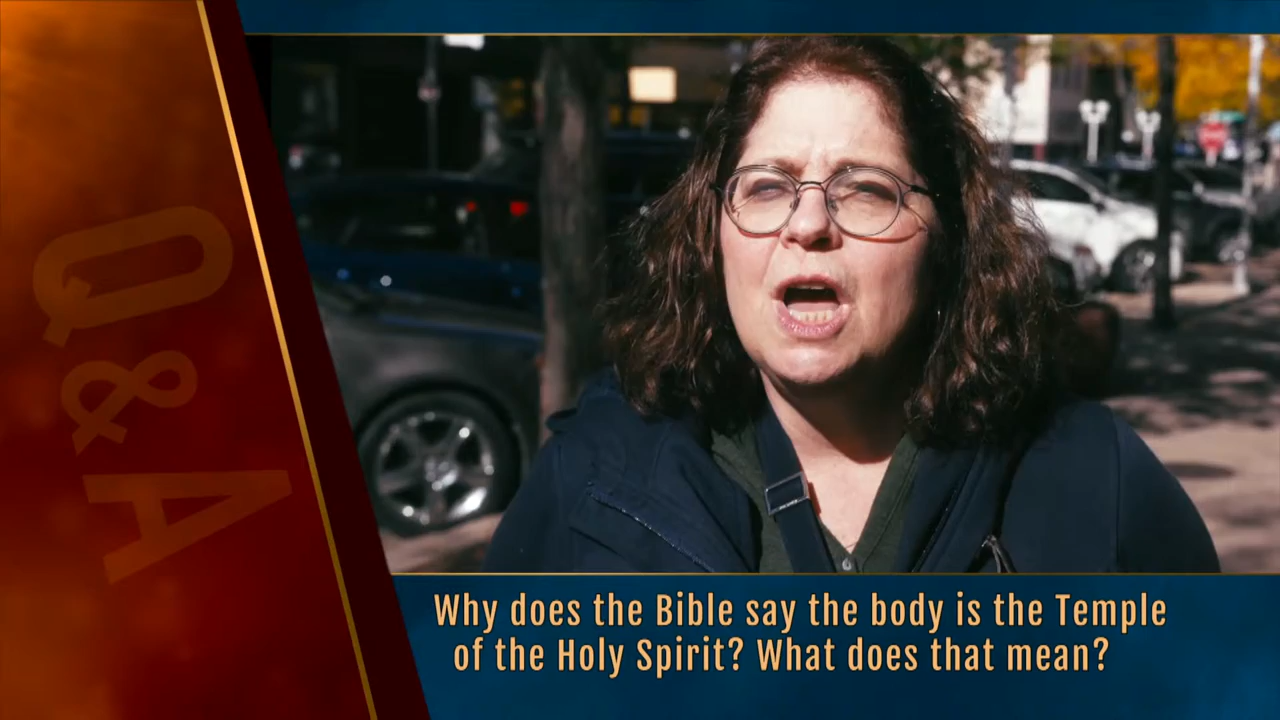 Q&A
Why does the Bible say the body is the Temple
of the Holy Spirit? What does that mean?